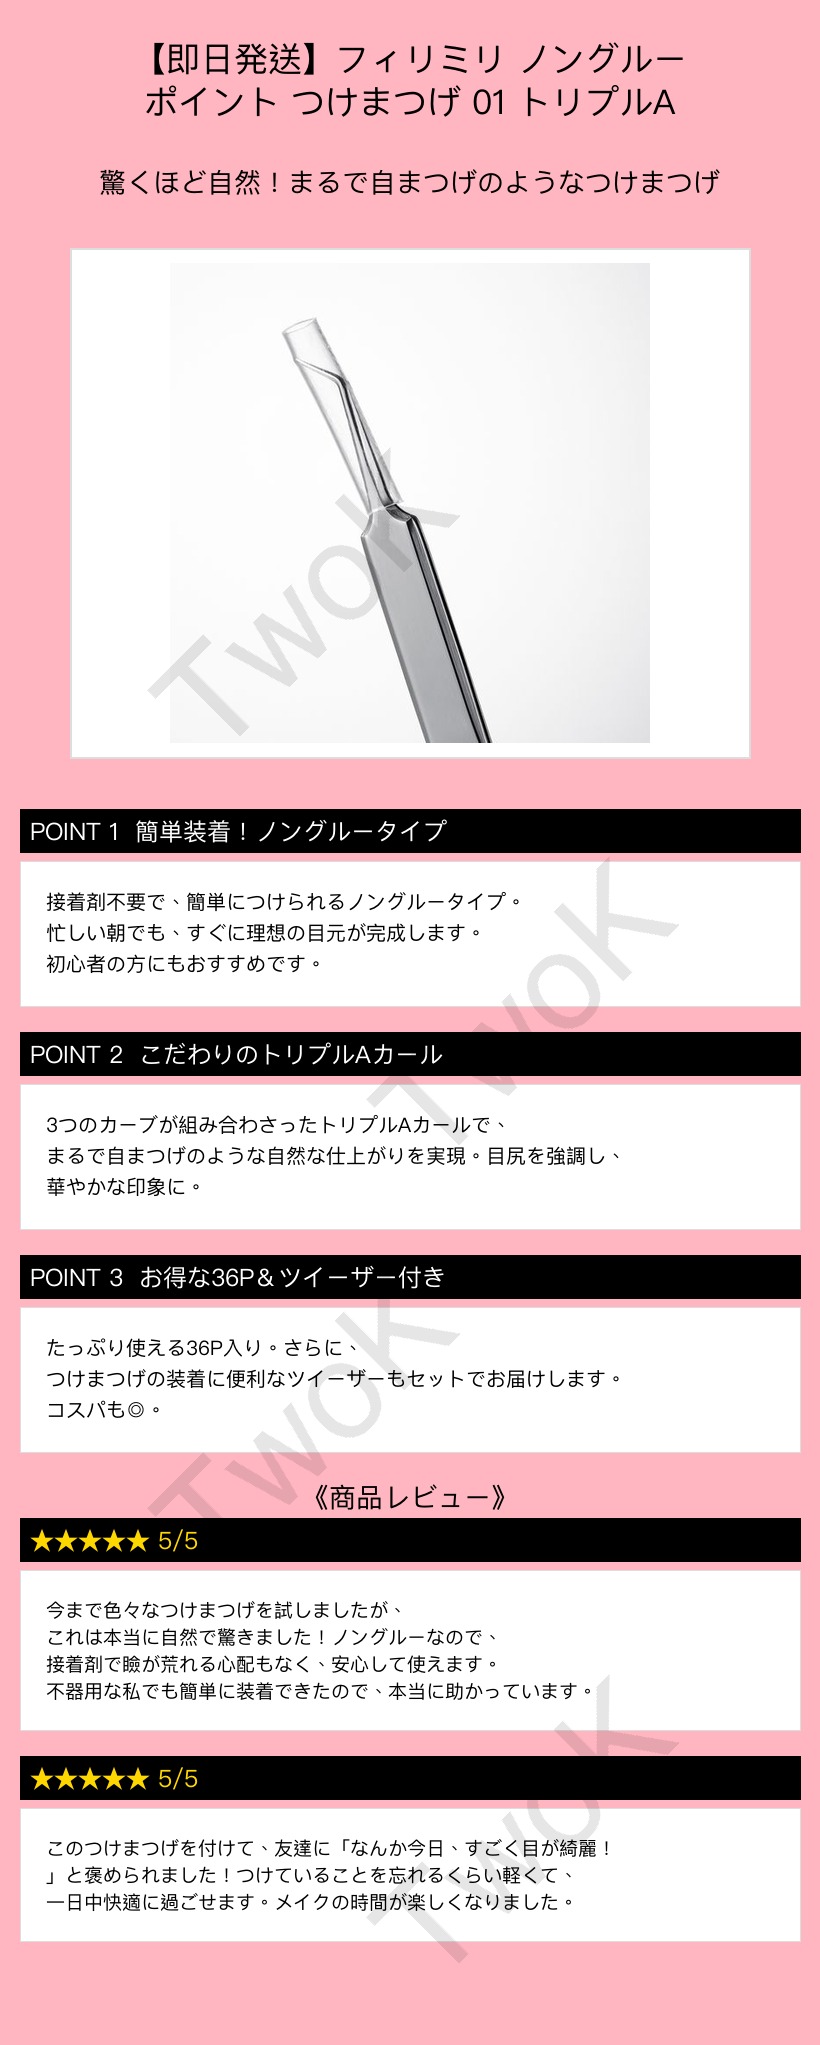 【即日発送】フィリミリ ノングルー
ポイント つけまつげ 01 トリプルA
驚くほど自然！まるで自まつげのようなつけまつげ
TwoK
POINT 1 簡単装着！ノングルータイプ
接着剤不要で、簡単につけられるノングルータイプ。
忙しい朝でも、すぐに理想の目元が完成します。
初心者の方にもおすすめです。
TwoK
POINT 2 こだわりのトリプルAカール
3つのカーブが組み合わさったトリプルAカールで、
まるで自まつげのような自然な仕上がりを実現。目尻を強調し、
華やかな印象に。
POINT 3 お得な36P＆ツイーザー付き
たっぷり使える36P入り。さらに、
つけまつげの装着に便利なツイーザーもセットでお届けします。
コスパも◎。
TwoK
《商品レビュー》
★★★★★ 5/5
今まで色々なつけまつげを試しましたが、
これは本当に自然で驚きました！ノングルーなので、
接着剤で瞼が荒れる心配もなく、安心して使えます。
不器用な私でも簡単に装着できたので、本当に助かっています。
★★★★★ 5/5
このつけまつげを付けて、友達に「なんか今日、すごく目が綺麗！
」と褒められました！つけていることを忘れるくらい軽くて、
一日中快適に過ごせます。メイクの時間が楽しくなりました。
TwoK